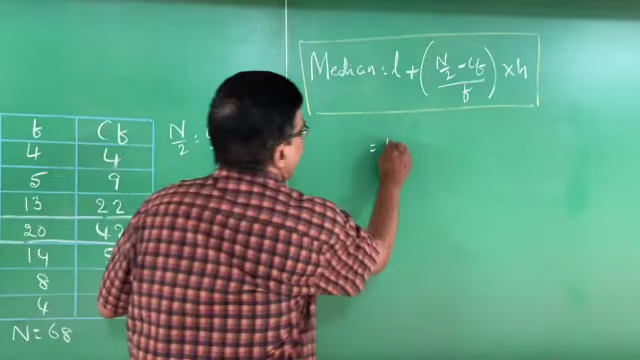 Median : l + ( N/2 - Cf / f ) × h
=
f Cf
4 4
5 9
13 22
20 42
14
8
4
N = 68
N/2 :